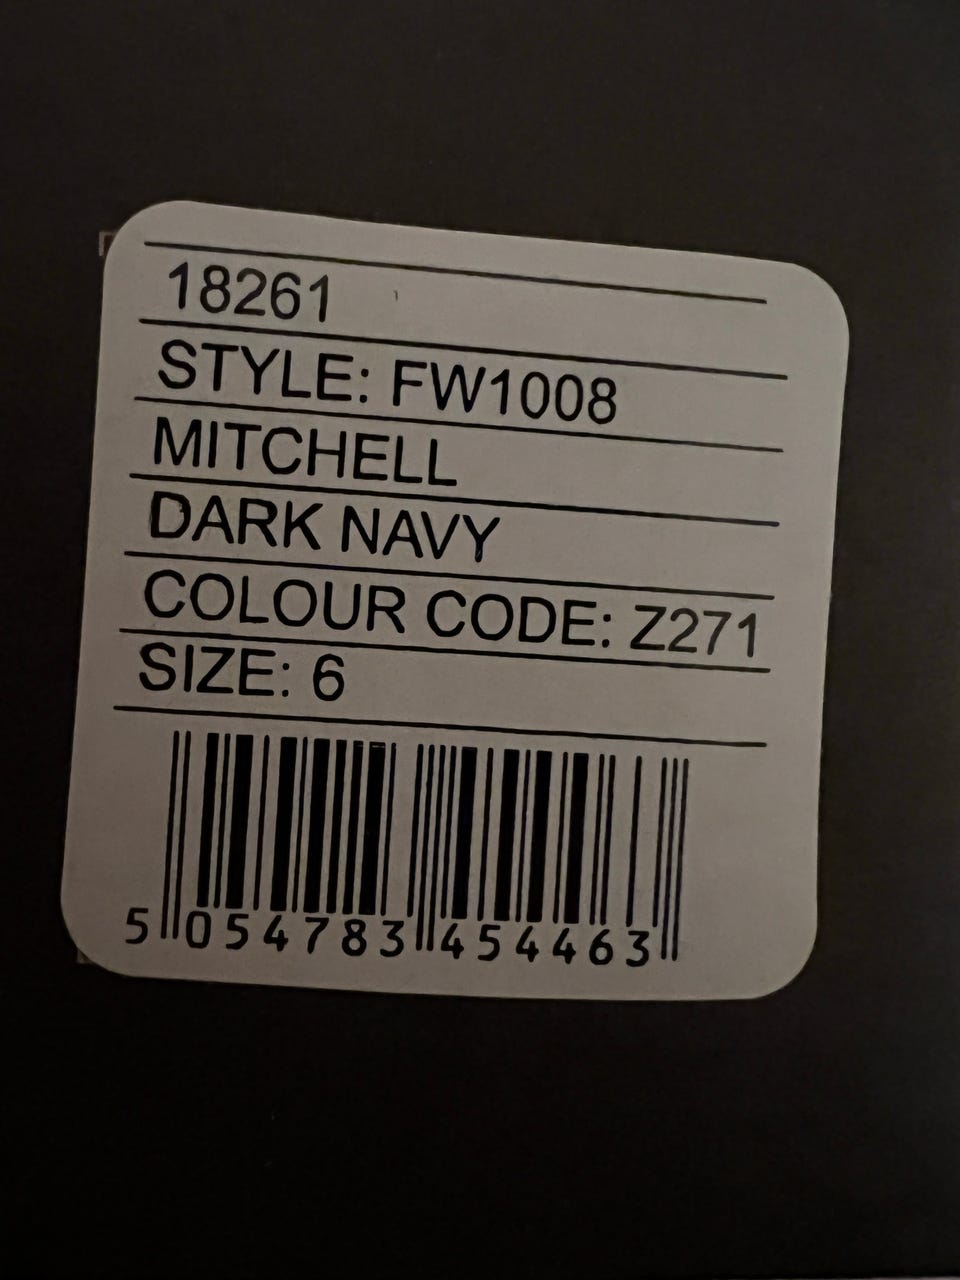 18261
STYLE: FW1008
MITCHELL
DARK NAVY
COLOUR CODE: Z271
SIZE: 6
5 054783 454463